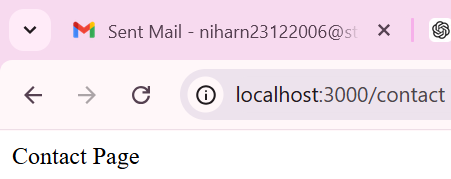 Sent Mail - niharn23122006@st
localhost:3000/contact
Contact Page